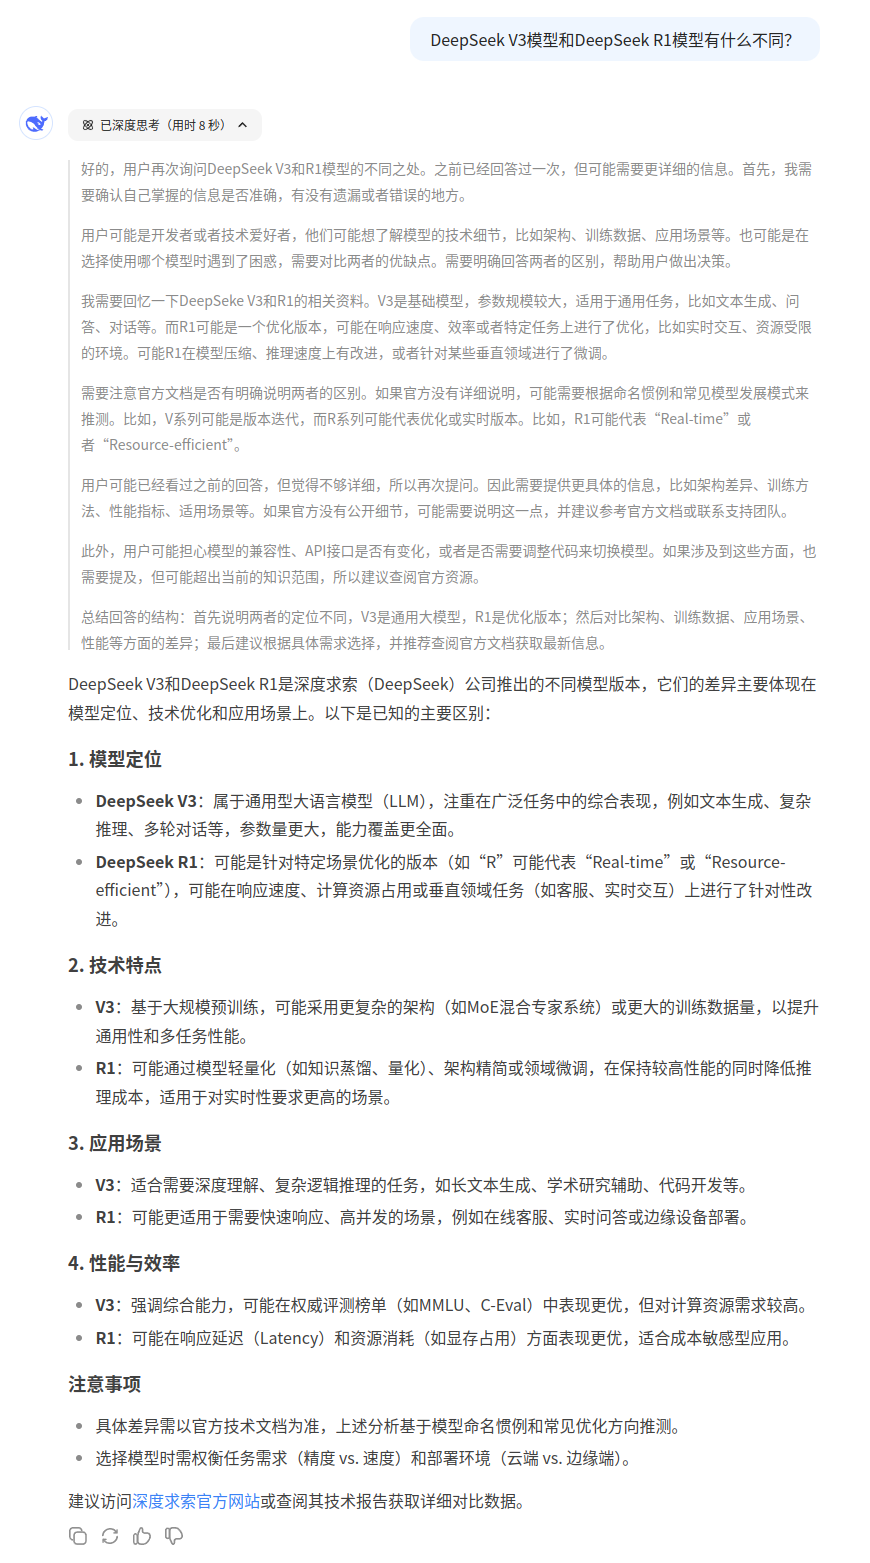 DeepSeek V3模型和DeepSeek R1模型有什么不同?
已深度思考（用时 8 秒）
好的，用户再次询问DeepSeek V3和R1模型的不同之处。之前已经回答过一次，但可能需要更详细的信息。首先，我需
要确认自己掌握的信息是否准确，有没有遗漏或者错误的地方。
用户可能是开发者或者技术爱好者，他们可能想了解模型的技术细节，比如架构、训练数据、应用场景等。也可能是在
选择使用哪个模型时遇到了困惑，需要对比两者的优缺点。需要明确回答两者的区别，帮助用户做出决策。
我需要回忆一下DeepSeke V3和R1的相关资料。V3是基础模型，参数规模较大，适用于通用任务，比如文本生成、问
答、对话等。而R1可能是一个优化版本，可能在响应速度、效率或者特定任务上进行了优化，比如实时交互、资源受限
的环境。可能R1在模型压缩、推理速度上有改进，或者针对某些垂直领域进行了微调。
需要注意官方文档是否有明确说明两者的区别。如果官方没有详细说明，可能需要根据命名惯例和常见模型发展模式来
推测。比如，V系列可能是版本迭代，而R系列可能代表优化或实时版本。比如，R1可能代表“Real-time”或
者“Resource-efficient”。
用户可能已经看过之前的回答，但觉得不够详细，所以再次提问。因此需要提供更具体的信息，比如架构差异、训练方
法、性能指标、适用场景等。如果官方没有公开细节，可能需要说明这一点，并建议参考官方文档或联系支持团队。
此外，用户可能担心模型的兼容性、API接口是否有变化，或者是否需要调整代码来切换模型。如果涉及到这些方面，也
需要提及，但可能超出当前的知识范围，所以建议查阅官方资源。
总结回答的结构：首先说明两者的定位不同，V3是通用大模型，R1是优化版本；然后对比架构、训练数据、应用场景、
性能等方面的差异；最后建议根据具体需求选择，并推荐查阅官方文档获取最新信息。
DeepSeek V3和DeepSeek R1是深度求索（DeepSeek）公司推出的不同模型版本，它们的差异主要体现在
模型定位、技术优化和应用场景上。以下是已知的主要区别：
1. 模型定位
• DeepSeek V3：属于通用型大语言模型（LLM），注重在广泛任务中的综合表现，例如文本生成、复杂
推理、多轮对话等，参数量更大，能力覆盖更全面。
• DeepSeek R1：可能是针对特定场景优化的版本（如“R”可能代表“Real-time”或“Resource-
efficient”），可能在响应速度、计算资源占用或垂直领域任务（如客服、实时交互）上进行了针对性改
进。
2. 技术特点
• V3：基于大规模预训练，可能采用更复杂的架构（如MoE混合专家系统）或更大的训练数据量，以提升
通用性和多任务性能。
• R1：可能通过模型轻量化（如知识蒸馏、量化）、架构精简或领域微调，在保持较高性能的同时降低推
理成本，适用于对实时性要求更高的场景。
3. 应用场景
• V3：适合需要深度理解、复杂逻辑推理的任务，如长文本生成、学术研究辅助、代码开发等。
• R1：可能更适用于需要快速响应、高并发的场景，例如在线客服、实时问答或边缘设备部署。
4. 性能与效率
• V3：强调综合能力，可能在权威评测榜单（如MMLU、C-Eval）中表现更优，但对计算资源需求较高。
• R1：可能在响应延迟（Latency）和资源消耗（如显存占用）方面表现更优，适合成本敏感型应用。
注意事项
• 具体差异需以官方技术文档为准，上述分析基于模型命名惯例和常见优化方向推测。
• 选择模型时需权衡任务需求（精度 vs. 速度）和部署环境（云端 vs. 边缘端）。
建议访问深度求索官方网站或查阅其技术报告获取详细对比数据。